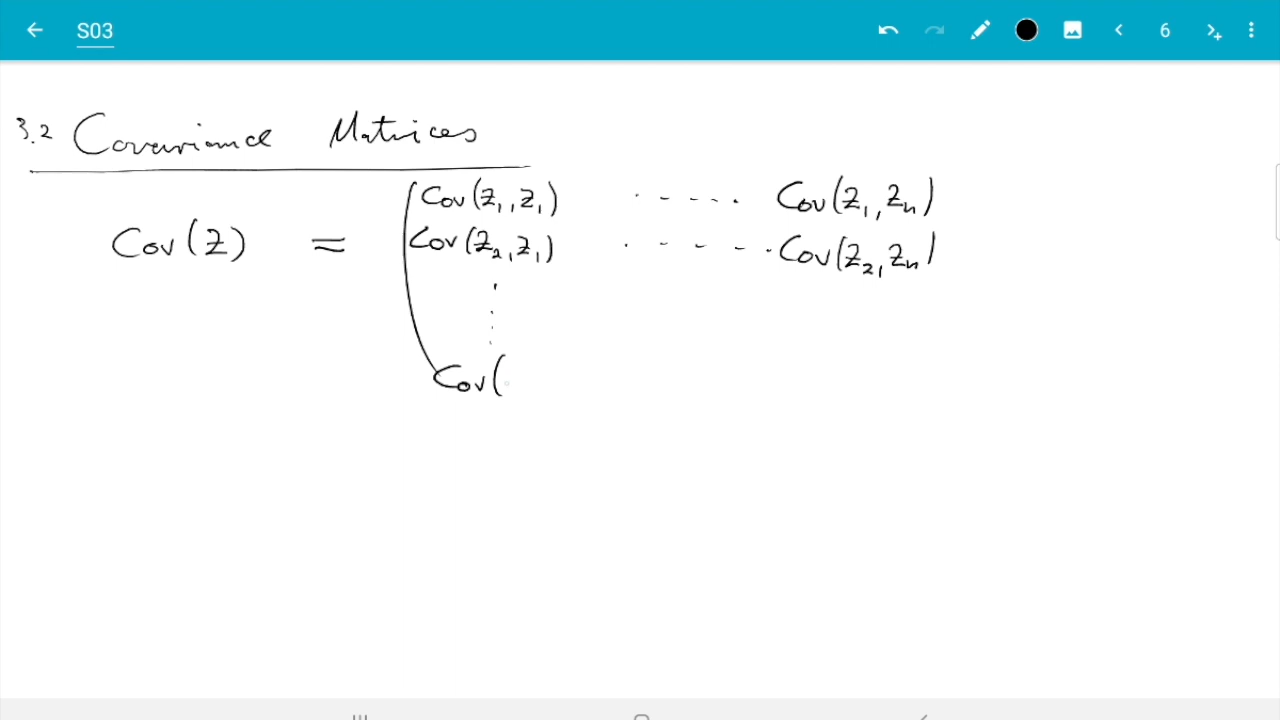 S03
6
3.2 Covariance Matrices
Cov(Z₁,Z₁) ..... Cov(Z₁,Zn)
Cov(Z) = Cov(Z₂,Z₁) ..... Cov(Z₂,Zn)
Cov(